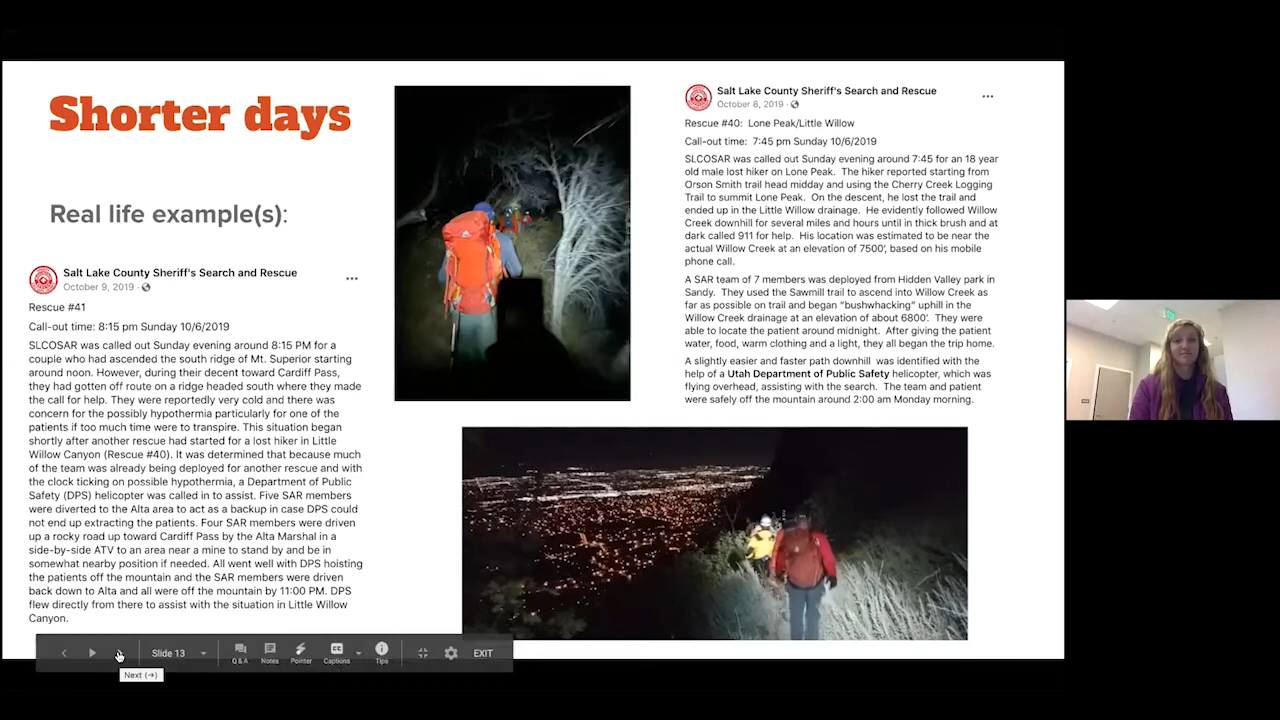 Shorter days
Real life example(s):
Salt Lake County Sheriff's Search and Rescue
October 9, 2019 ·
Rescue #41
Call-out time: 8:15 pm Sunday 10/6/2019
SLCOSAR was called out Sunday evening around 8:15 PM for a
couple who had ascended the south ridge of Mt. Superior starting
around noon. However, during their decent toward Cardiff Pass,
they had gotten off route on a ridge headed south where they made
the call for help. They were reportedly very cold and there was
concern for the possibly hypothermia particularly for one of the
patients if too much time were to transpire. This situation began
shortly after another rescue had started for a lost hiker in Little
Willow Canyon (Rescue #40). It was determined that because much
of the team was already being deployed for another rescue and with
the clock ticking on possible hypothermia, a Department of Public
Safety (DPS) helicopter was called in to assist. Five SAR members
were diverted to the Alta area to act as a backup in case DPS could
not end up extracting the patients. Four SAR members were driven
up a rocky road up toward Cardiff Pass by the Alta Marshal in a
side-by-side ATV to an area near a mine to stand by and be in
somewhat nearby position if needed. All went well with DPS hoisting
the patients off the mountain and the SAR members were driven
back down to Alta and all were off the mountain by 11:00 PM. DPS
flew directly from there to assist with the situation in Little Willow
Canyon.
Salt Lake County Sheriff's Search and Rescue
October 8, 2019 ·
Rescue #40: Lone Peak/Little Willow
Call-out time: 7:45 pm Sunday 10/6/2019
SLCOSAR was called out Sunday evening around 7:45 for an 18 year
old male lost hiker on Lone Peak. The hiker reported starting from
Orson Smith trail head midday and using the Cherry Creek Logging
Trail to summit Lone Peak. On the descent, he lost the trail and
ended up in the Little Willow drainage. He evidently followed Willow
Creek downhill for several miles and hours until in thick brush and at
dark called 911 for help. His location was estimated to be near the
actual Willow Creek at an elevation of 7500', based on his mobile
phone call.
A SAR team of 7 members was deployed from Hidden Valley park in
Sandy. They used the Sawmill trail to ascend into Willow Creek as
far as possible on trail and began "bushwhacking" uphill in the
Willow Creek drainage at an elevation of about 6800'. They were
able to locate the patient around midnight. After giving the patient
water, food, warm clothing and a light, they all began the trip home.
A slightly easier and faster path downhill was identified with the
help of a Utah Department of Public Safety helicopter, which was
flying overhead, assisting with the search. The team and patient
were safely off the mountain around 2:00 am Monday morning.
Slide 13
Q & A
Notes
Pointer
Captions
Tips
EXIT
Next (→)